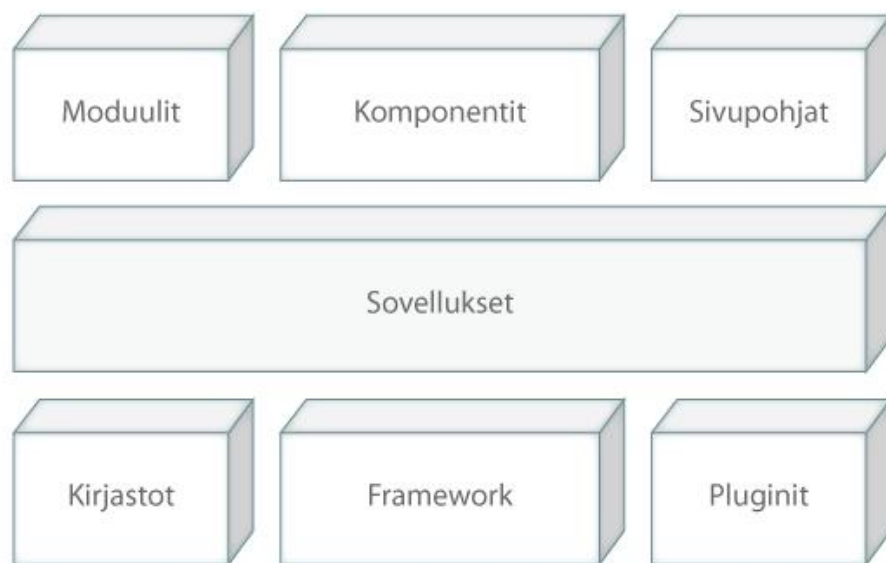 Moduulit
Komponentit
Sivupohjat
Sovellukset
Kirjastot
Framework
Pluginit